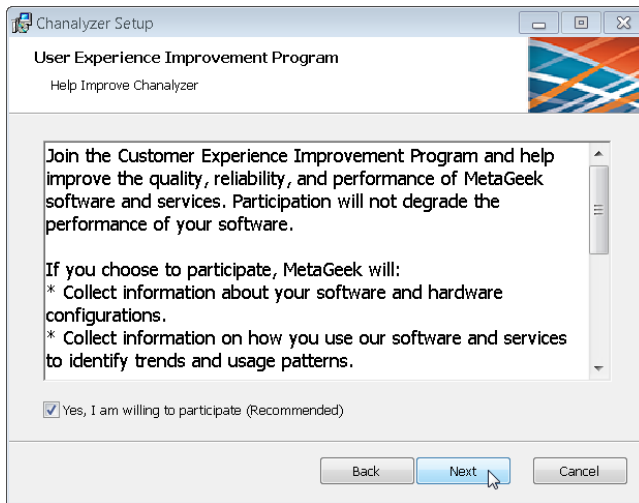 Chanalyzer Setup
User Experience Improvement Program
Help Improve Chanalyzer
Join the Customer Experience Improvement Program and help
improve the quality, reliability, and performance of MetaGeek
software and services. Participation will not degrade the
performance of your software.
If you choose to participate, MetaGeek will:
* Collect information about your software and hardware
configurations.
* Collect information on how you use our software and services
to identify trends and usage patterns.
Yes, I am willing to participate (Recommended)
Back Next Cancel